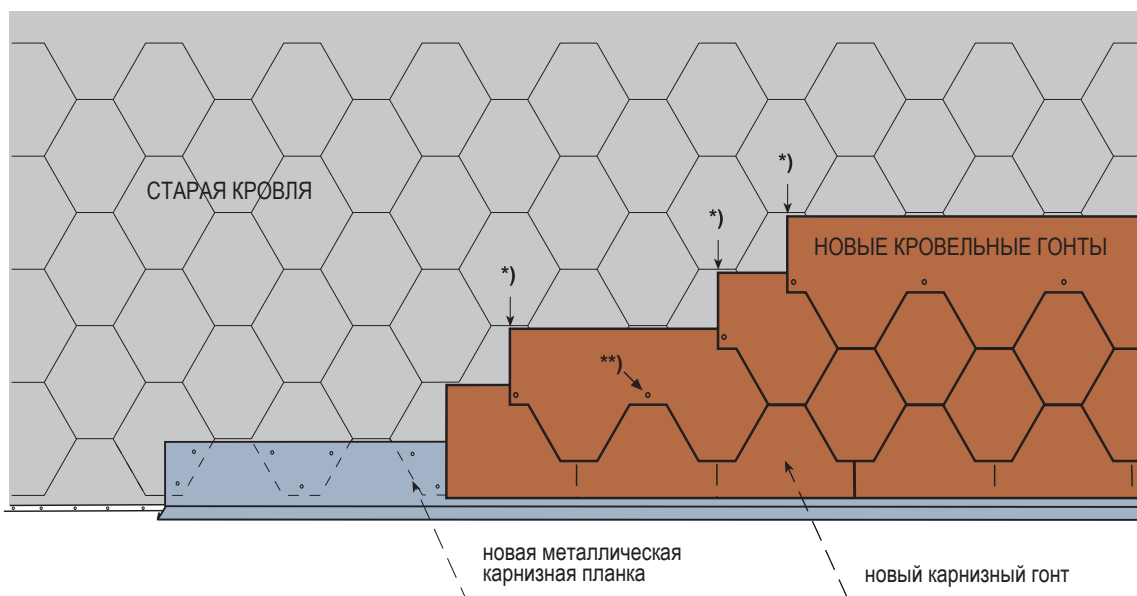 *)
СТАРАЯ КРОВЛЯ
*)
НОВЫЕ КРОВЕЛЬНЫЕ ГОНТЫ
*)
**)
новая металлическая
карнизная планка
новый карнизный гонт